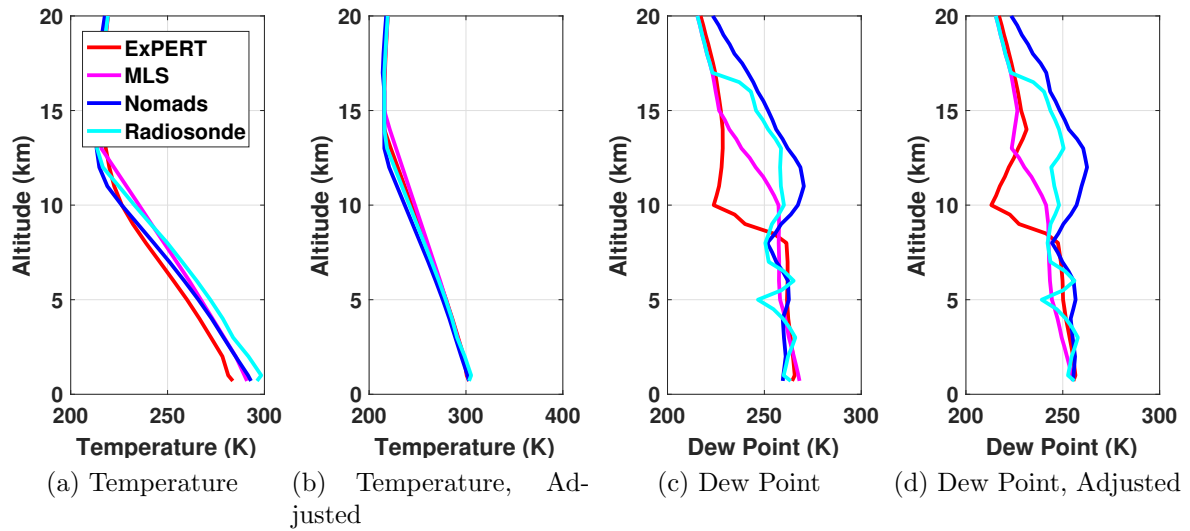 20
15
10
5
0
200
250
300
Altitude (km)
Temperature (K)
ExPERT
MLS
Nomads
Radiosonde
(a) Temperature
20
15
10
5
0
200
300
400
Altitude (km)
Temperature (K)
(b) Temperature, Ad-
justed
20
15
10
5
0
200
250
300
Altitude (km)
Dew Point (K)
(c) Dew Point
20
15
10
5
0
200
250
300
Altitude (km)
Dew Point (K)
(d) Dew Point, Adjusted